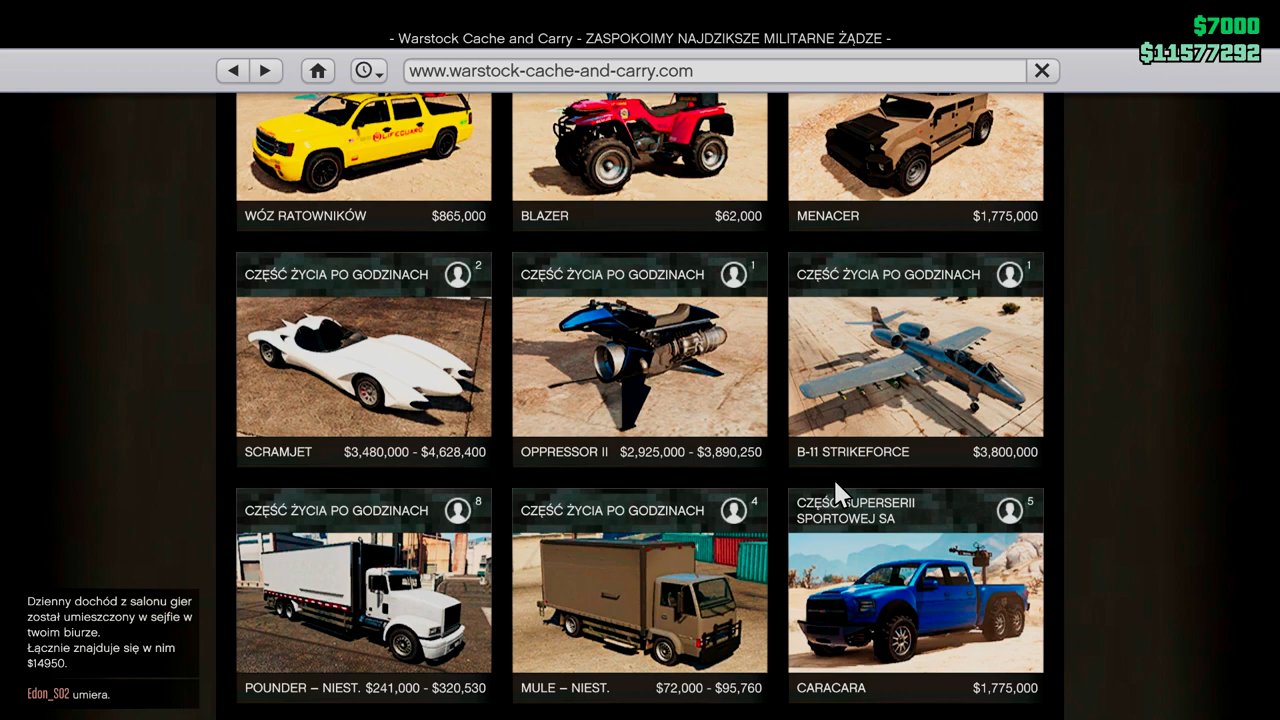 $7000
- Warstock Cache and Carry - ZASPOKOIMY NAJDZIKSZE MILITARNE ŻĄDZE -
$11577292
www.warstock-cache-and-carry.com
LIFEGUARD
WÓZ RATOWNIKÓW $865,000
BLAZER $62,000
MENACER $1,775,000
CZĘŚĆ ŻYCIA PO GODZINACH 2
CZĘŚĆ ŻYCIA PO GODZINACH 1
CZĘŚĆ ŻYCIA PO GODZINACH 1
SCRAMJET $3,480,000 - $4,628,400
OPPRESSOR II $2,925,000 - $3,890,250
B-11 STRIKEFORCE $3,800,000
CZĘŚĆ ŻYCIA PO GODZINACH 8
CZĘŚĆ ŻYCIA PO GODZINACH 4
CZĘŚĆ SUPERSERII
SPORTOWEJ SA 5
POUNDER – NIEST. $241,000 - $320,530
MULE – NIEST. $72,000 - $95,760
CARACARA $1,775,000
Dzienny dochód z salonu gier
został umieszczony w sejfie w
twoim biurze.
Łącznie znajduje się w nim
$14950.
Edon_S02 umiera.